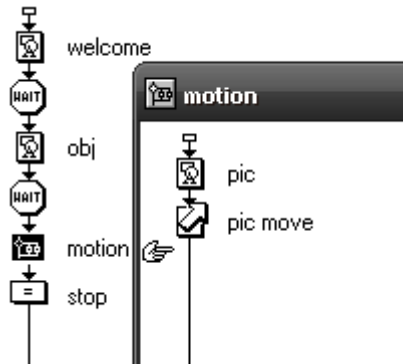 welcome
WAIT
obj
WAIT
motion
=
stop
motion
pic
pic move